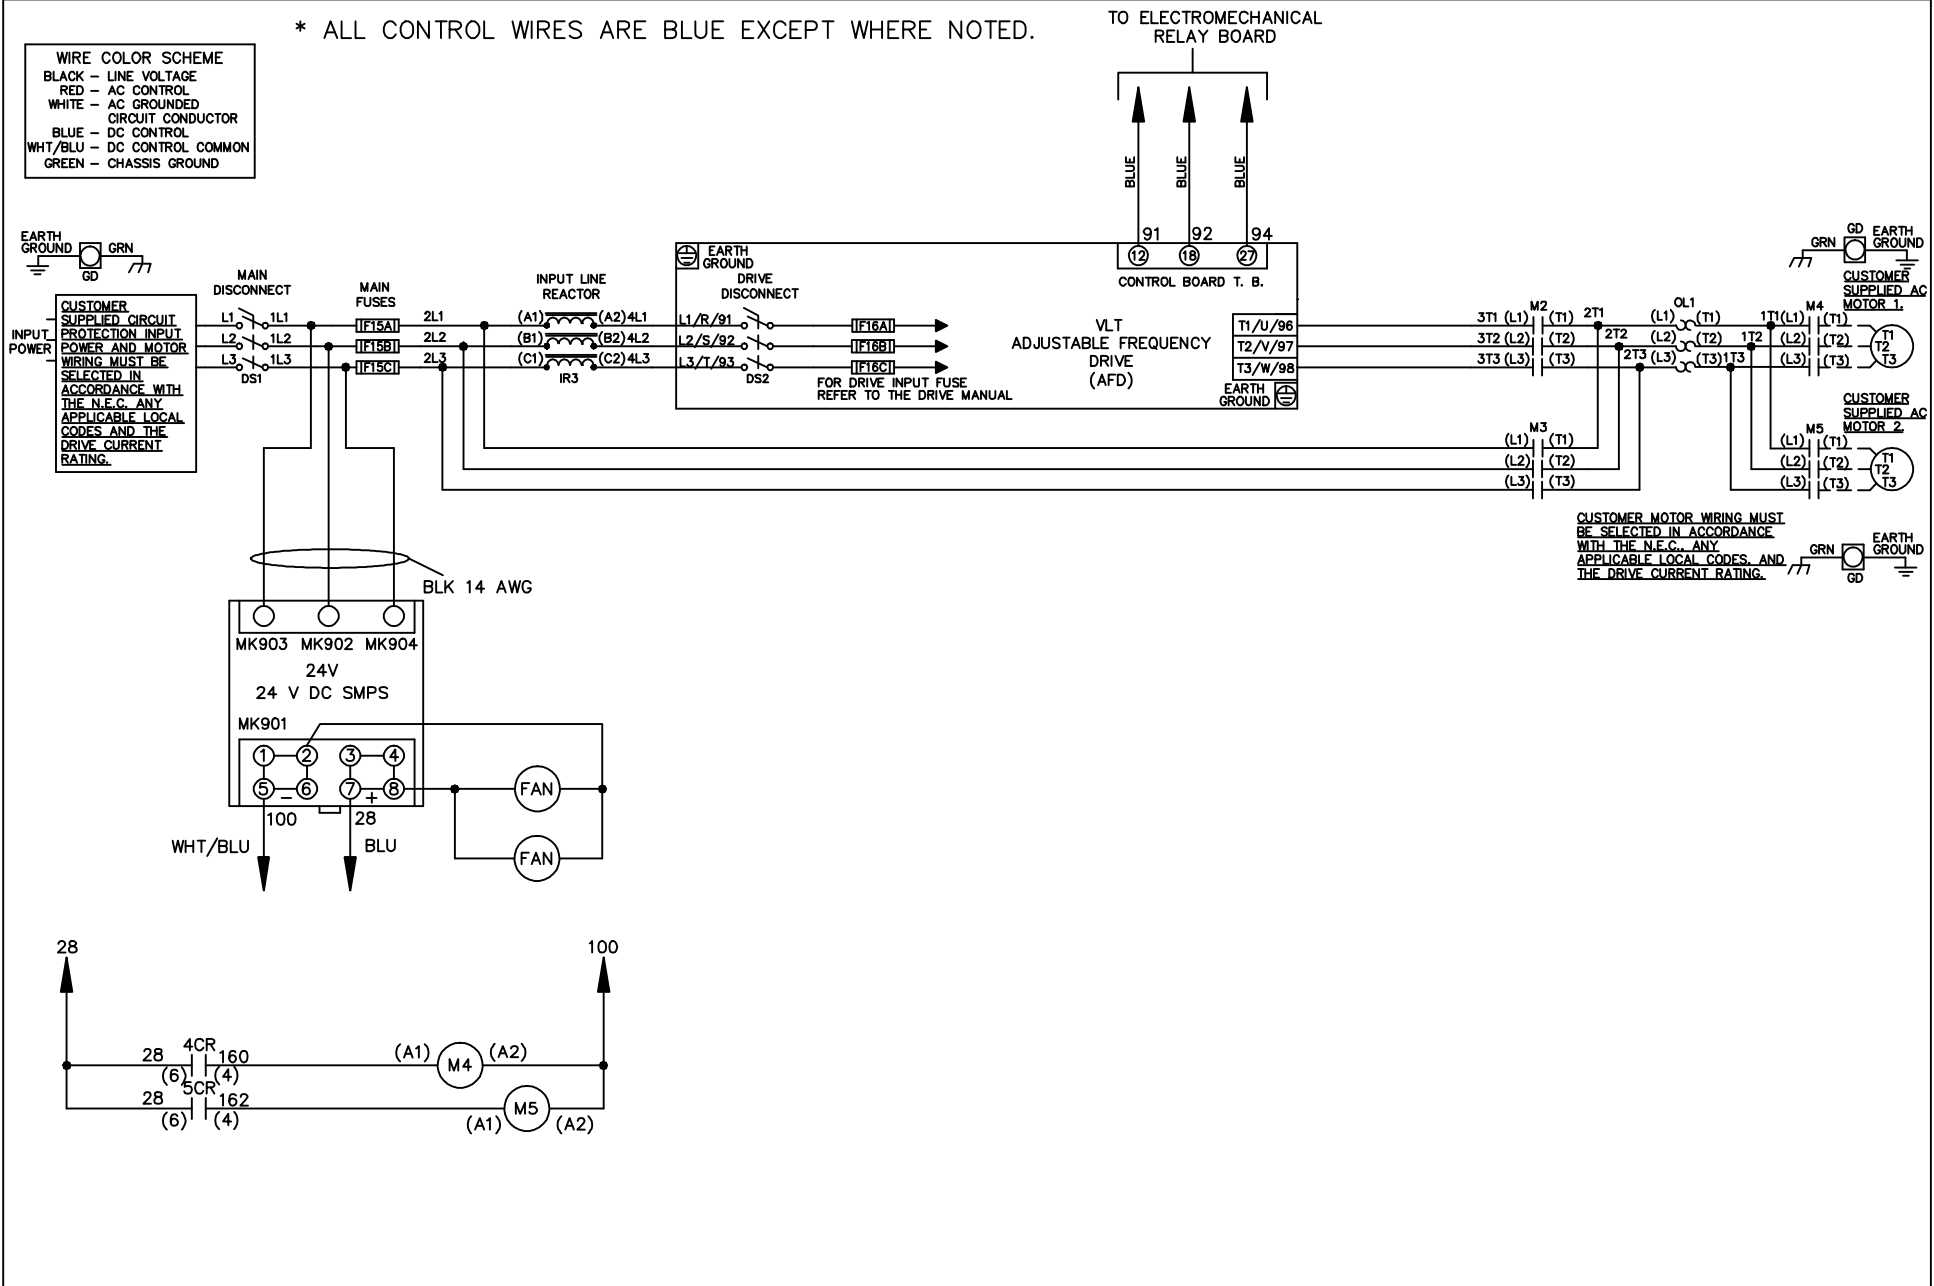 * ALL CONTROL WIRES ARE BLUE EXCEPT WHERE NOTED.
TO ELECTROMECHANICAL
RELAY BOARD
WIRE COLOR SCHEME
BLACK – LINE VOLTAGE
RED – AC CONTROL
WHITE – AC GROUNDED
CIRCUIT CONDUCTOR
BLUE – DC CONTROL
WHT/BLU – DC CONTROL COMMON
GREEN – CHASSIS GROUND
BLUE
BLUE
BLUE
91 92 94
12 18 27
CONTROL BOARD T. B.
EARTH
GROUND
GRN
GD
INPUT
POWER
CUSTOMER
SUPPLIED CIRCUIT
PROTECTION INPUT
POWER AND MOTOR
WIRING MUST BE
SELECTED IN
ACCORDANCE WITH
THE N.E.C. ANY
APPLICABLE LOCAL
CODES AND THE
DRIVE CURRENT
RATING.
MAIN
DISCONNECT
L1 1L1
L2 1L2
L3 1L3
DS1
MAIN
FUSES
F15A
F15B
F15C
2L1
2L2
2L3
INPUT LINE
REACTOR
(A1) (A2) 4L1
(B1) (B2) 4L2
(C1) (C2) 4L3
IR3
EARTH
GROUND
DRIVE
DISCONNECT
L1/R/91
L2/S/92
L3/T/93
DS2
F16A
F16B
F16C
FOR DRIVE INPUT FUSE
REFER TO THE DRIVE MANUAL
VLT
ADJUSTABLE FREQUENCY
DRIVE
(AFD)
T1/U/96
T2/V/97
T3/W/98
EARTH
GROUND
M2
3T1 (L1) (T1) 2T1
3T2 (L2) (T2) 2T2
3T3 (L3) (T3) 2T3
OL1
(L1) (T1) 1T1
(L2) (T2) 1T2
(L3) (T3) 1T3
M4
(L1) (T1)
(L2) (T2)
(L3) (T3)
T1
T2
T3
GRN
GD
EARTH
GROUND
CUSTOMER
SUPPLIED AC
MOTOR 1.
M3
(L1) (T1)
(L2) (T2)
(L3) (T3)
CUSTOMER
SUPPLIED AC
MOTOR 2.
M5
(L1) (T1)
(L2) (T2)
(L3) (T3)
T1
T2
T3
CUSTOMER MOTOR WIRING MUST
BE SELECTED IN ACCORDANCE
WITH THE N.E.C., ANY
APPLICABLE LOCAL CODES, AND
THE DRIVE CURRENT RATING.
GRN
GD
EARTH
GROUND
BLK 14 AWG
MK903 MK902 MK904
24V
24 V DC SMPS
MK901
1 2 3 4
5 – 6 7 + 8
100 28
WHT/BLU
BLU
FAN
FAN
28 100
4CR
28 160
(6) (4)
(A1) M4 (A2)
5CR
28 162
(6) (4)
(A1) M5 (A2)